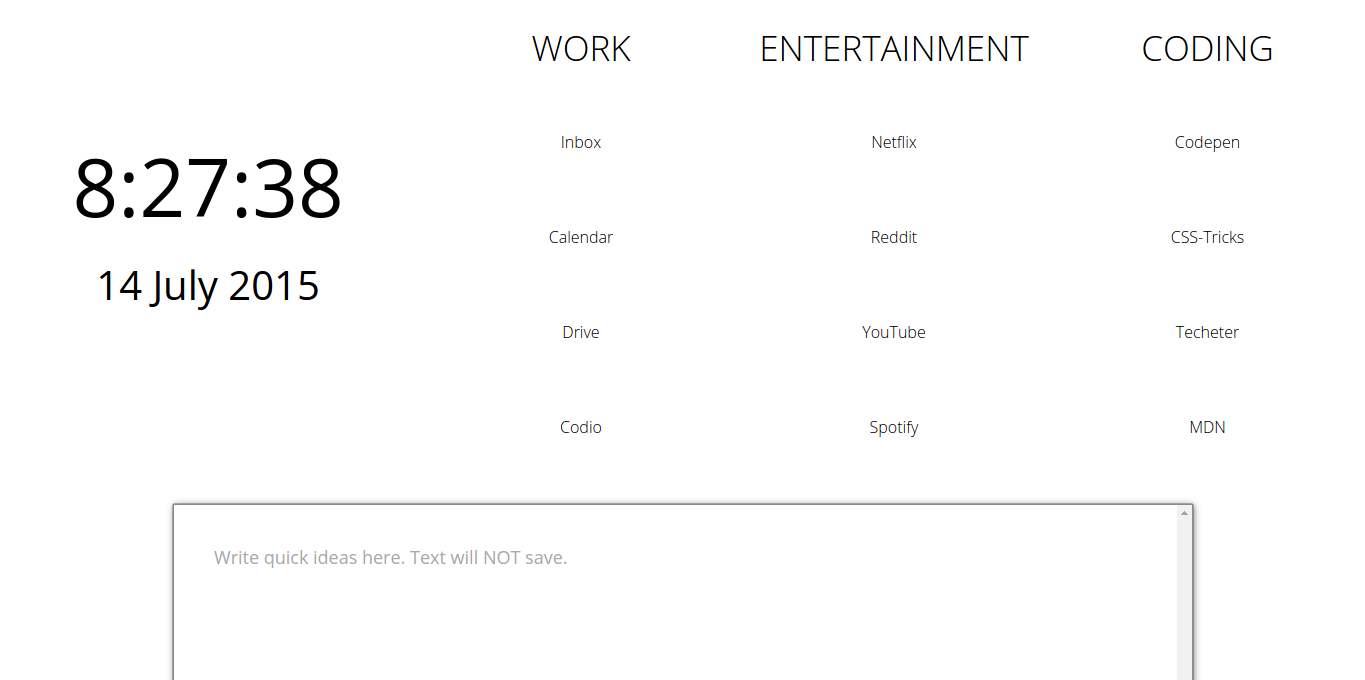 WORK
ENTERTAINMENT
CODING
8:27:38
14 July 2015
Inbox
Netflix
Codepen
Calendar
Reddit
CSS-Tricks
Drive
YouTube
Techeter
Codio
Spotify
MDN
Write quick ideas here. Text will NOT save.